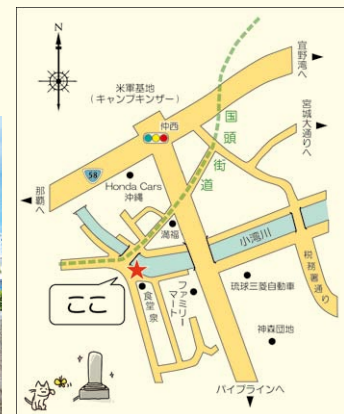 N
米軍基地
(キャンプキンザー)
宜野湾へ
宮城大通りへ
国頭街道
仲西
58
Honda Cars
沖縄
那覇へ
満福
小湾川
税務署通り
ここ
食堂 泉
ファミリーマート
琉球三菱自動車
神森団地
パイプラインへ